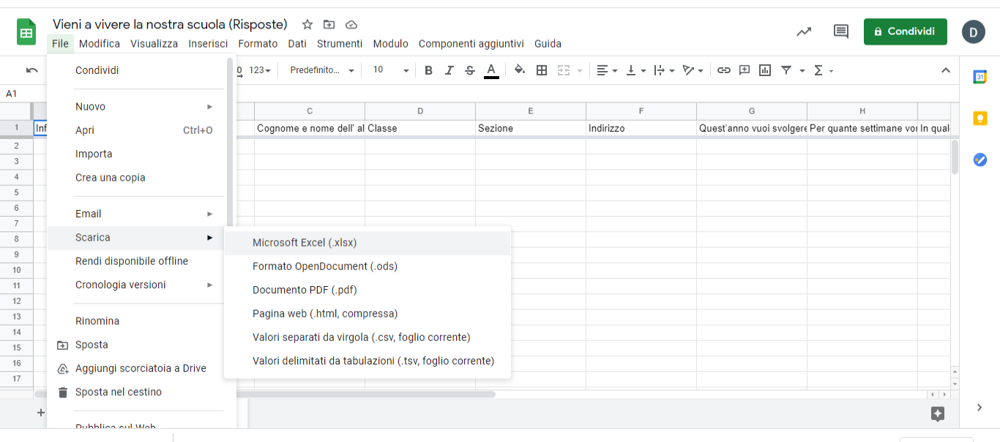 Vieni a vivere la nostra scuola (Risposte)
File Modifica Visualizza Inserisci Formato Dati Strumenti Modulo Componenti aggiuntivi Guida
Condividi
D
Condividi
123 Predefinito... 10 B I S A Σ
31
A1
Nuovo
Apri Ctrl+O
Importa
Crea una copia
Email
Scarica
Rendi disponibile offline
Cronologia versioni
Rinomina
Sposta
Aggiungi scorciatoia a Drive
Sposta nel cestino
Pubblica sul Web
Microsoft Excel (.xlsx)
Formato OpenDocument (.ods)
Documento PDF (.pdf)
Pagina web (.html, compressa)
Valori separati da virgola (.csv, foglio corrente)
Valori delimitati da tabulazioni (.tsv, foglio corrente)
C D E F G H
1 Inf Cognome e nome dell' al Classe Sezione Indirizzo Quest'anno vuoi svolgere Per quante settimane vor In qual
2
3
4
5
6
7
8
9
10
11
12
13
14
15
16
17